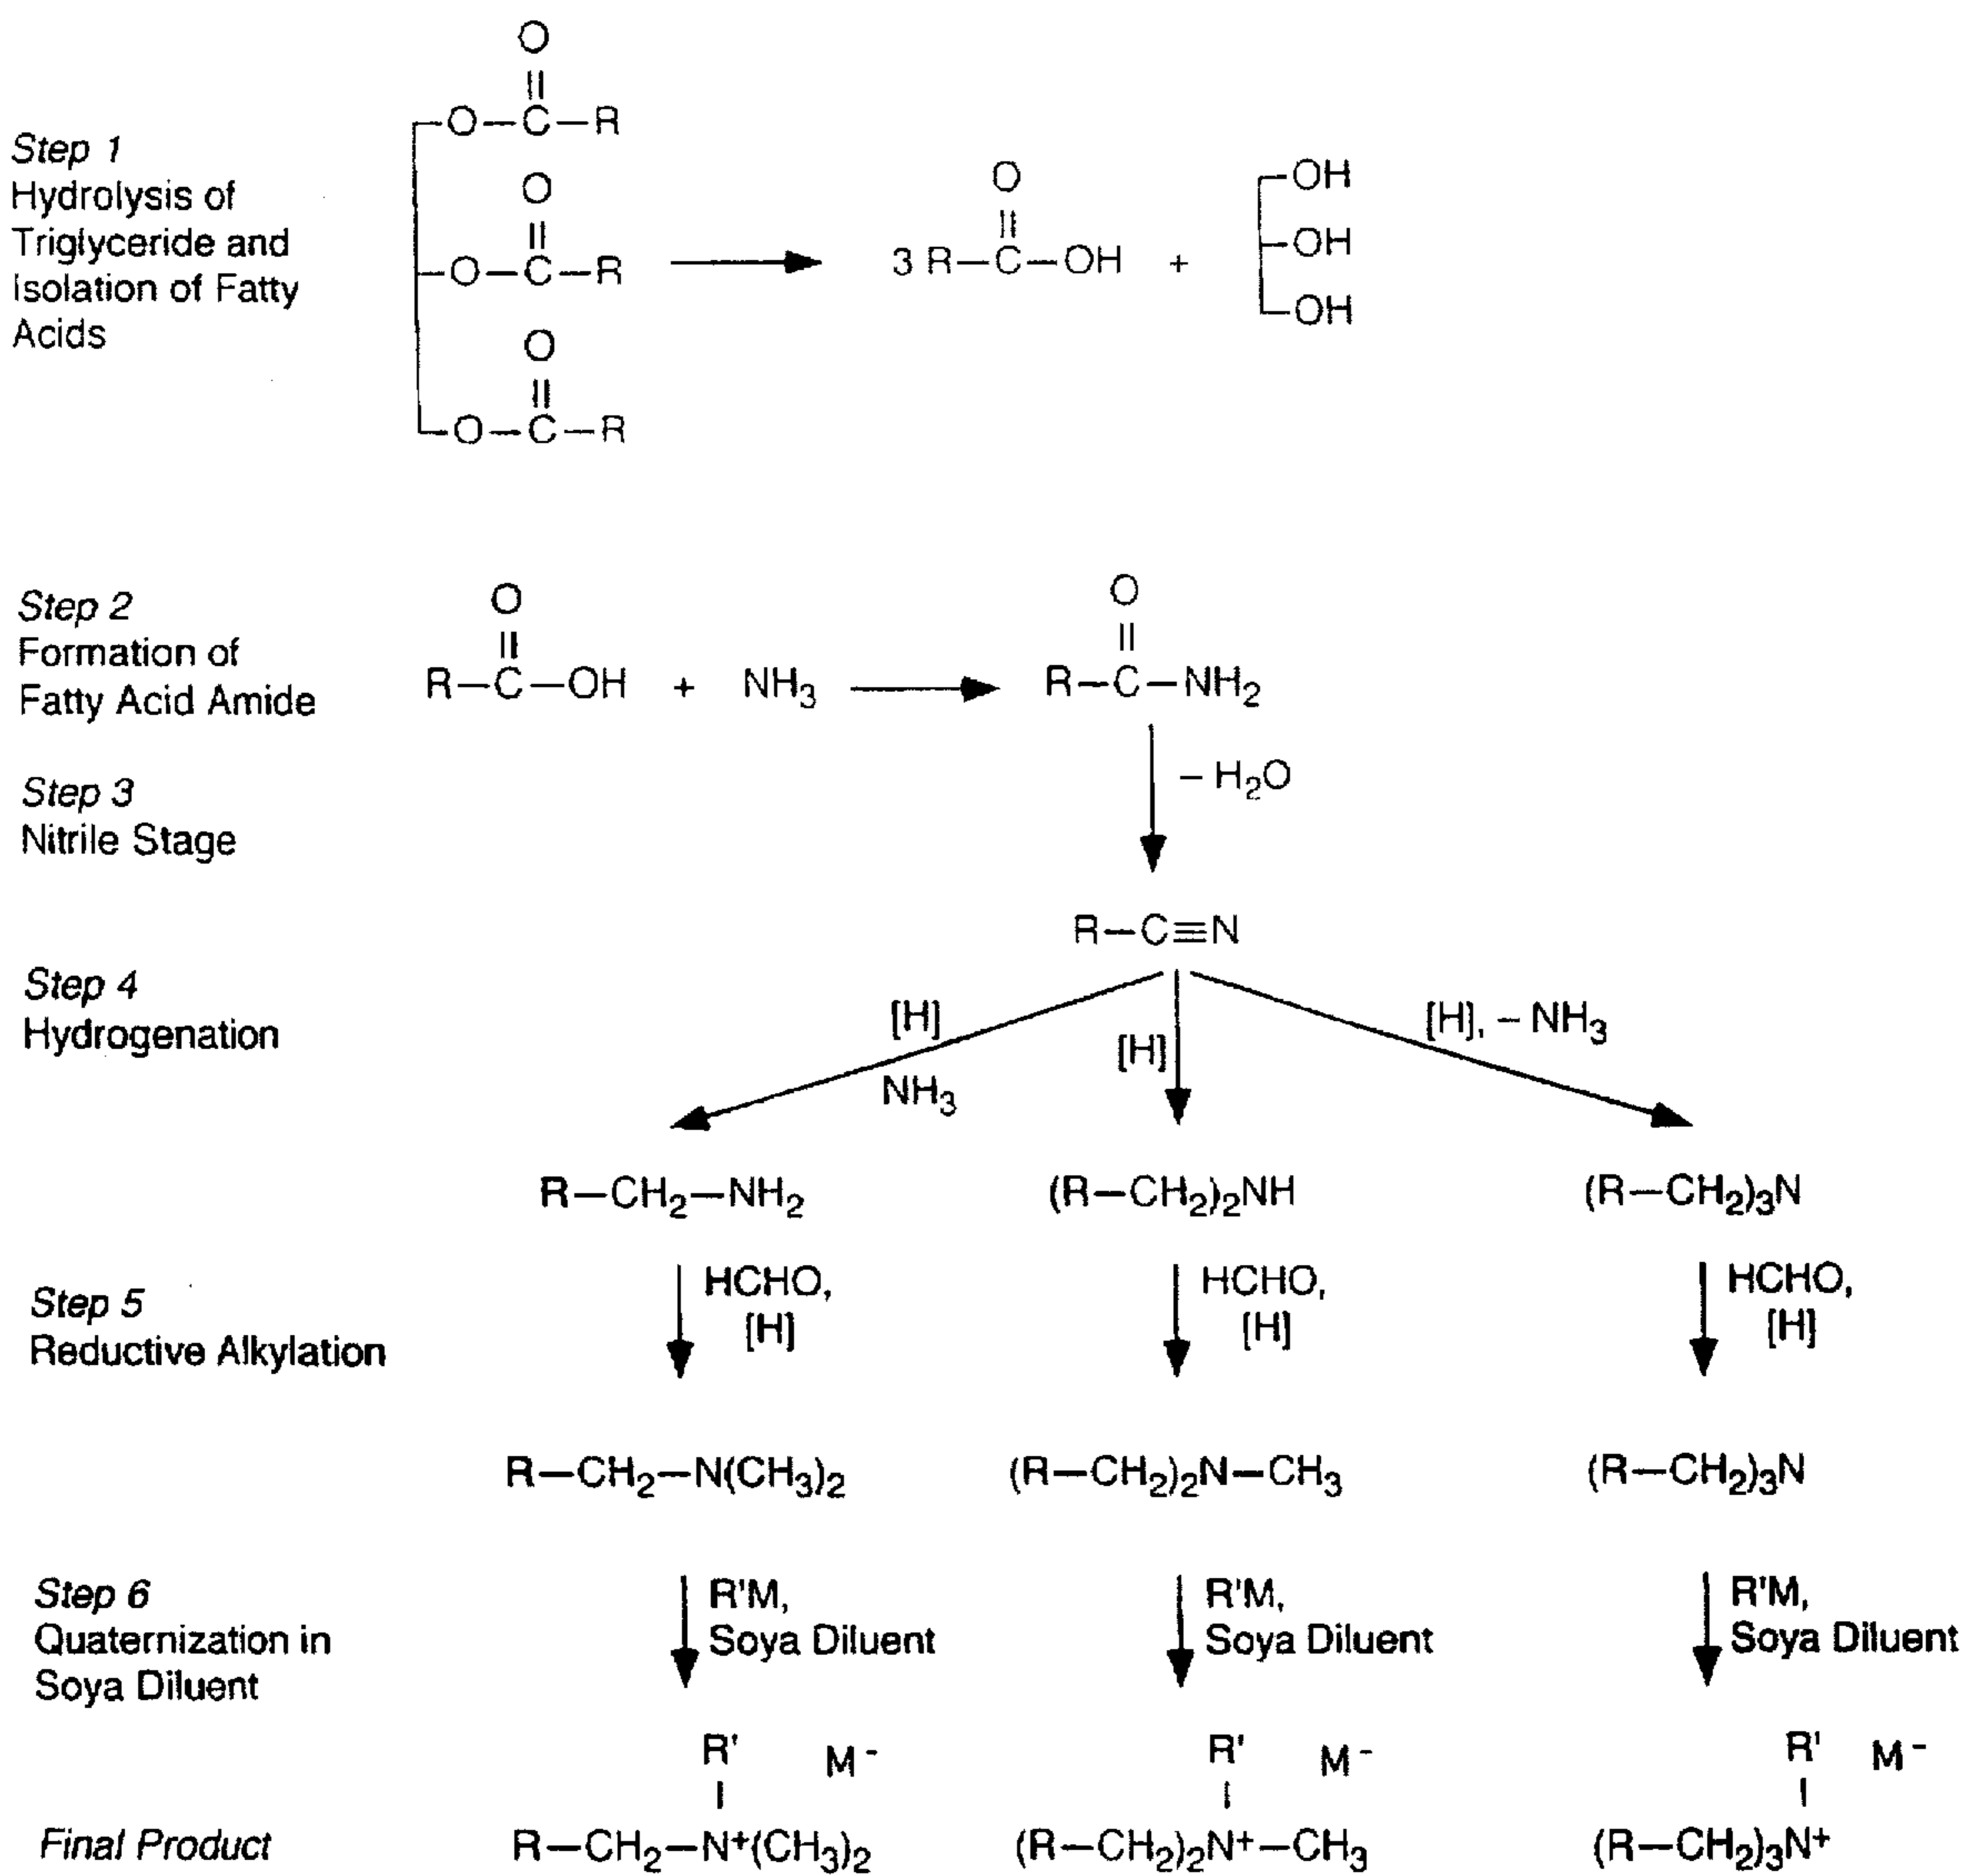 Step 1
Hydrolysis of
Triglyceride and
Isolation of Fatty
Acids
O
||
O–C–R
O
||
O–C–R
O
||
O–C–R
O
||
3 R–C–OH + OH
OH
OH
Step 2
Formation of
Fatty Acid Amide
O
||
R–C–OH + NH₃
O
||
R–C–NH₂
– H₂O
Step 3
Nitrile Stage
R–C≡N
Step 4
Hydrogenation
[H]
NH₃
[H]
[H], – NH₃
R–CH₂–NH₂ (R–CH₂)₂NH (R–CH₂)₃N
Step 5
Reductive Alkylation
HCHO,
[H]
HCHO,
[H]
HCHO,
[H]
R–CH₂–N(CH₃)₂ (R–CH₂)₂N–CH₃ (R–CH₂)₃N
Step 6
Quaternization in
Soya Diluent
R'M,
Soya Diluent
R'M,
Soya Diluent
R'M,
Soya Diluent
R' M⁻ R' M⁻ R' M⁻
Final Product R–CH₂–N⁺(CH₃)₂ (R–CH₂)₂N⁺–CH₃ (R–CH₂)₃N⁺